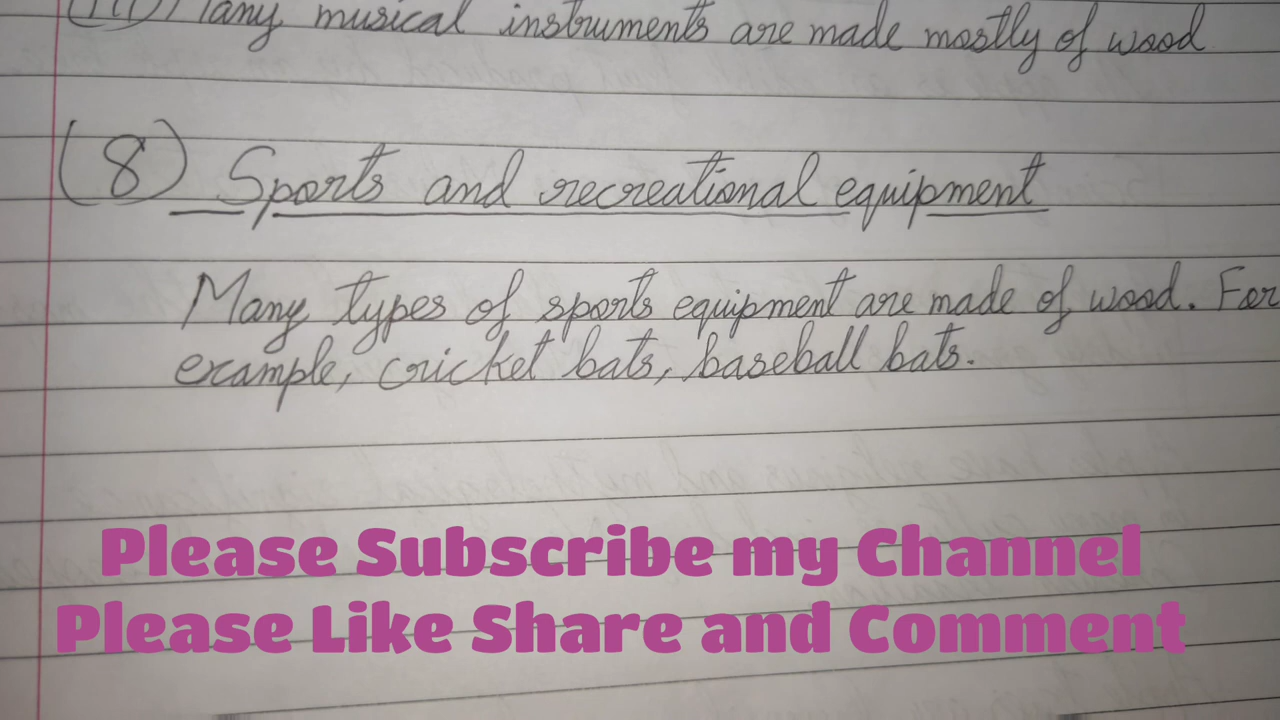 (iii) Many musical instruments are made mostly of wood
(8) Sports and recreational equipment
Many types of sports equipment are made of wood. For
example, cricket bats, baseball bats.
Please Subscribe my Channel
Please Like Share and Comment